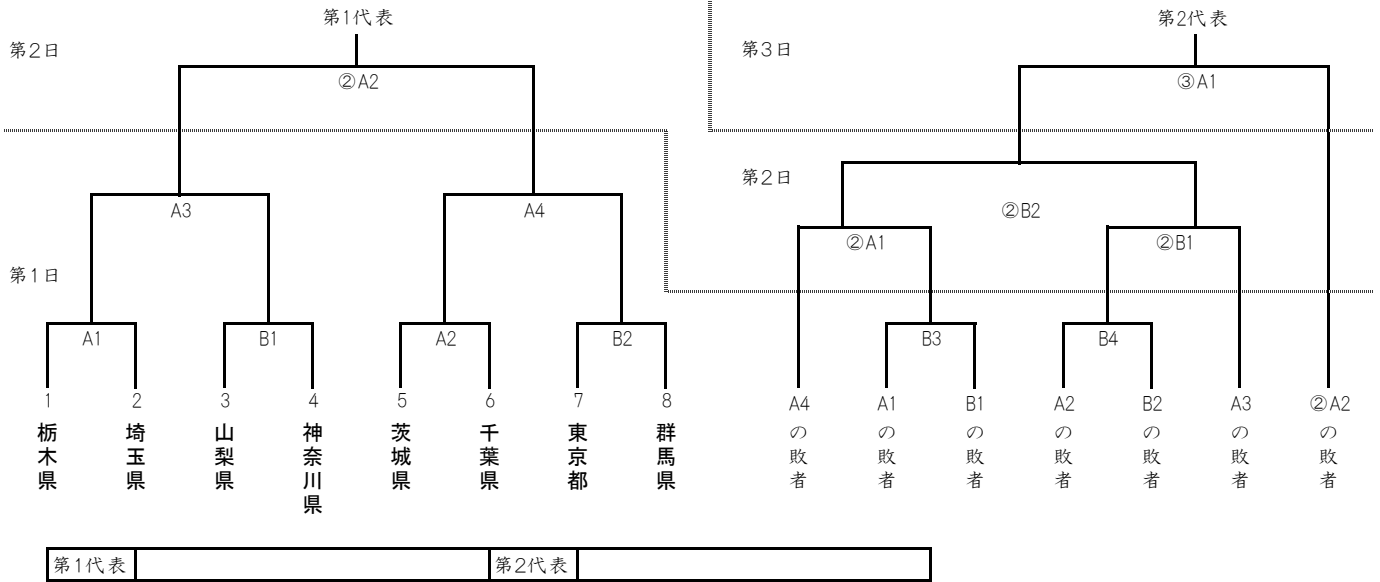 第1代表
第2代表
第2日
第3日
②A2
③A1
第2日
A3
A4
②B2
②A1
②B1
第1日
A1
B1
A2
B2
B3
B4
1
2
3
4
5
6
7
8
A4の敗者
A1の敗者
B1の敗者
A2の敗者
B2の敗者
A3の敗者
②A2の敗者
栃木県
埼玉県
山梨県
神奈川県
茨城県
千葉県
東京都
群馬県
第1代表
第2代表